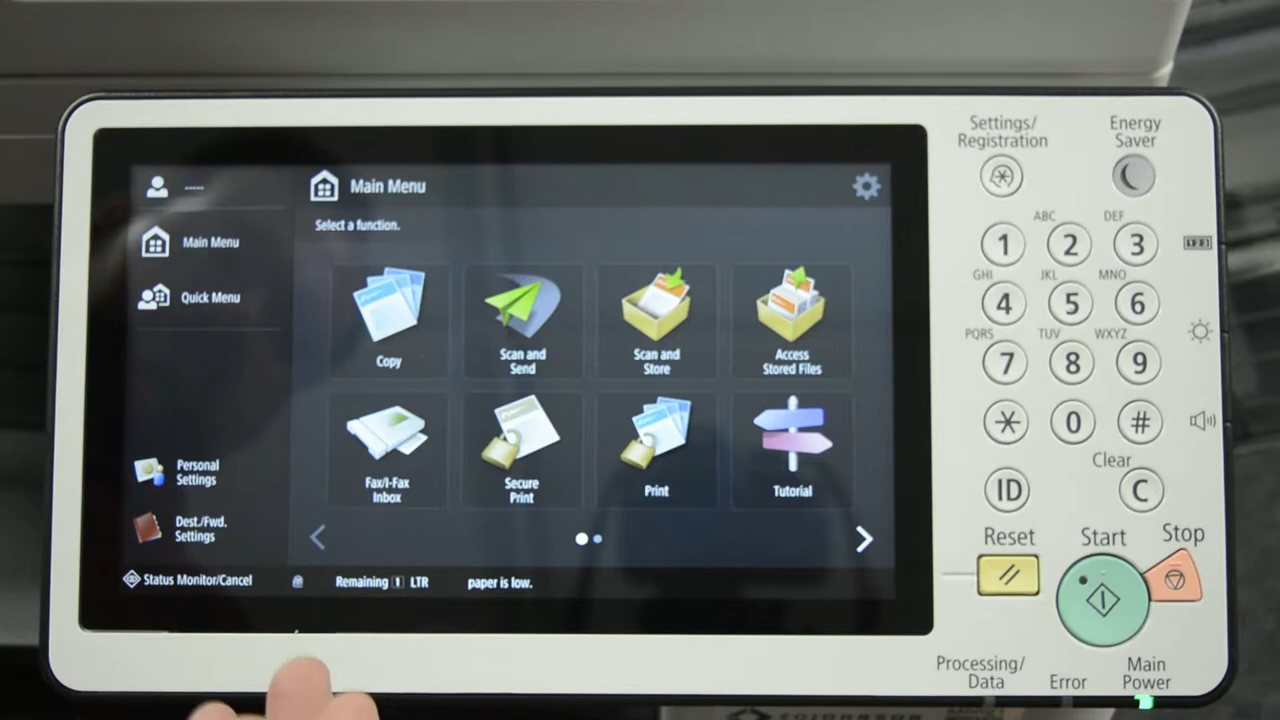 -----
Main Menu
Quick Menu
Personal
Settings
Dest./Fwd.
Settings
Status Monitor/Cancel
Main Menu
Select a function.
Copy
Scan and
Send
Scan and
Store
Access
Stored Files
Fax/I-Fax
Inbox
Secure
Print
Print
Tutorial
Remaining 1 LTR paper is low.
Settings/
Registration
Energy
Saver
ABC DEF
1 2 3
GHI JKL MNO
4 5 6
PQRS TUV WXYZ
7 8 9
* 0 #
Clear
ID C
Reset Start Stop
Processing/
Data
Error
Main
Power
123